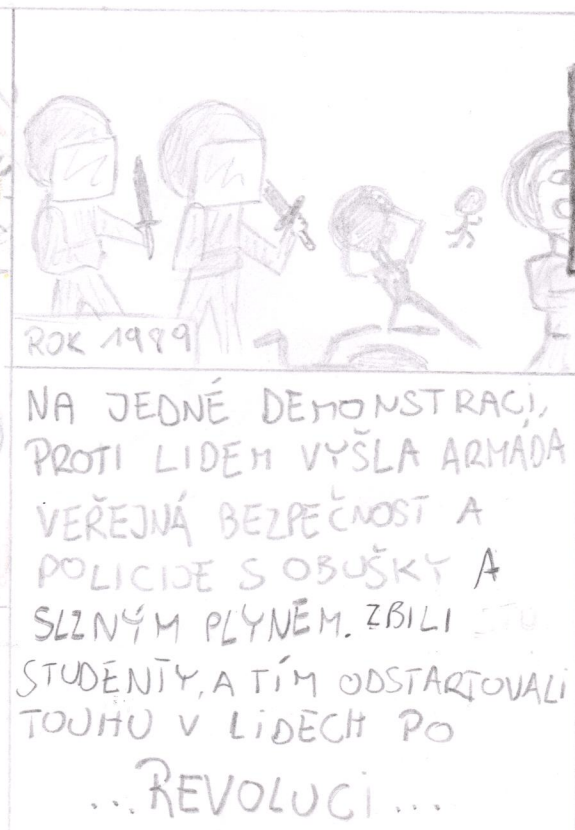 ROK 1989
NA JEDNÉ DEMONSTRACI,
PROTI LIDEM VYŠLA ARMÁDA
VEŘEJNÁ BEZPEČNOST A
POLICIJE S OBUŠKY A
SLZNÝM PLYNEM. ZBILI
STUDENTY, A TÍM ODSTARTOVALI
TOUHU V LIDECH PO
...REVOLUCI...